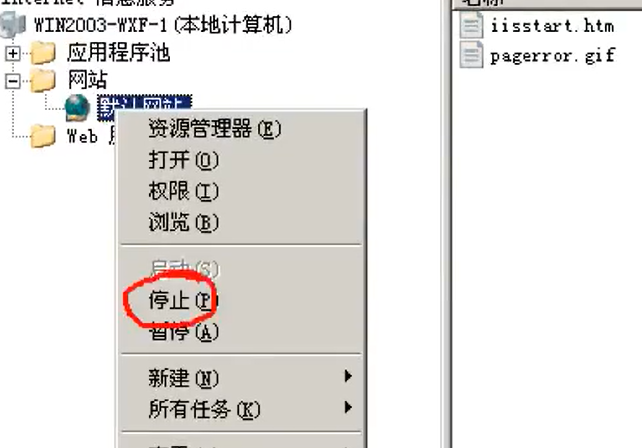 Internet 信息服务
WIN2003-WXF-1(本地计算机)
应用程序池
网站
默认网站
Web
名称
iisstart.htm
pagerror.gif
资源管理器(E)
打开(O)
权限(I)
浏览(B)
启动(S)
停止(P)
暂停(A)
新建(N)
所有任务(K)